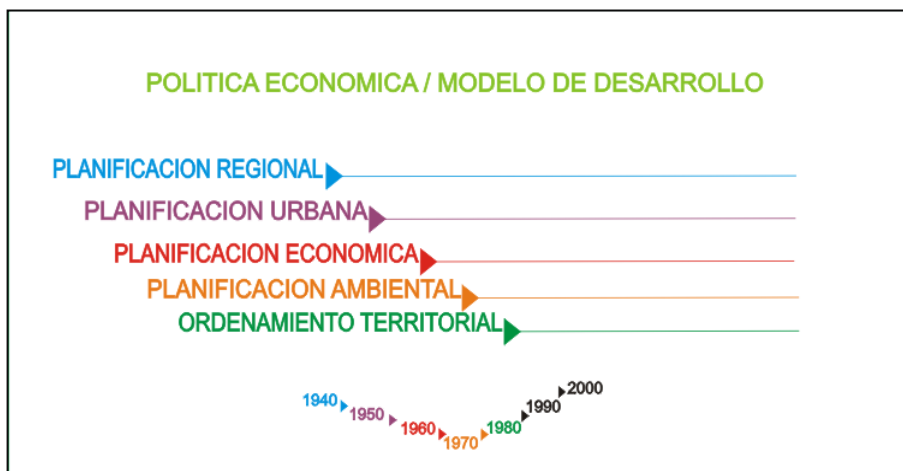 POLITICA ECONOMICA / MODELO DE DESARROLLO
PLANIFICACION REGIONAL
PLANIFICACION URBANA
PLANIFICACION ECONOMICA
PLANIFICACION AMBIENTAL
ORDENAMIENTO TERRITORIAL
1940
1950
1960
1970
1980
1990
2000